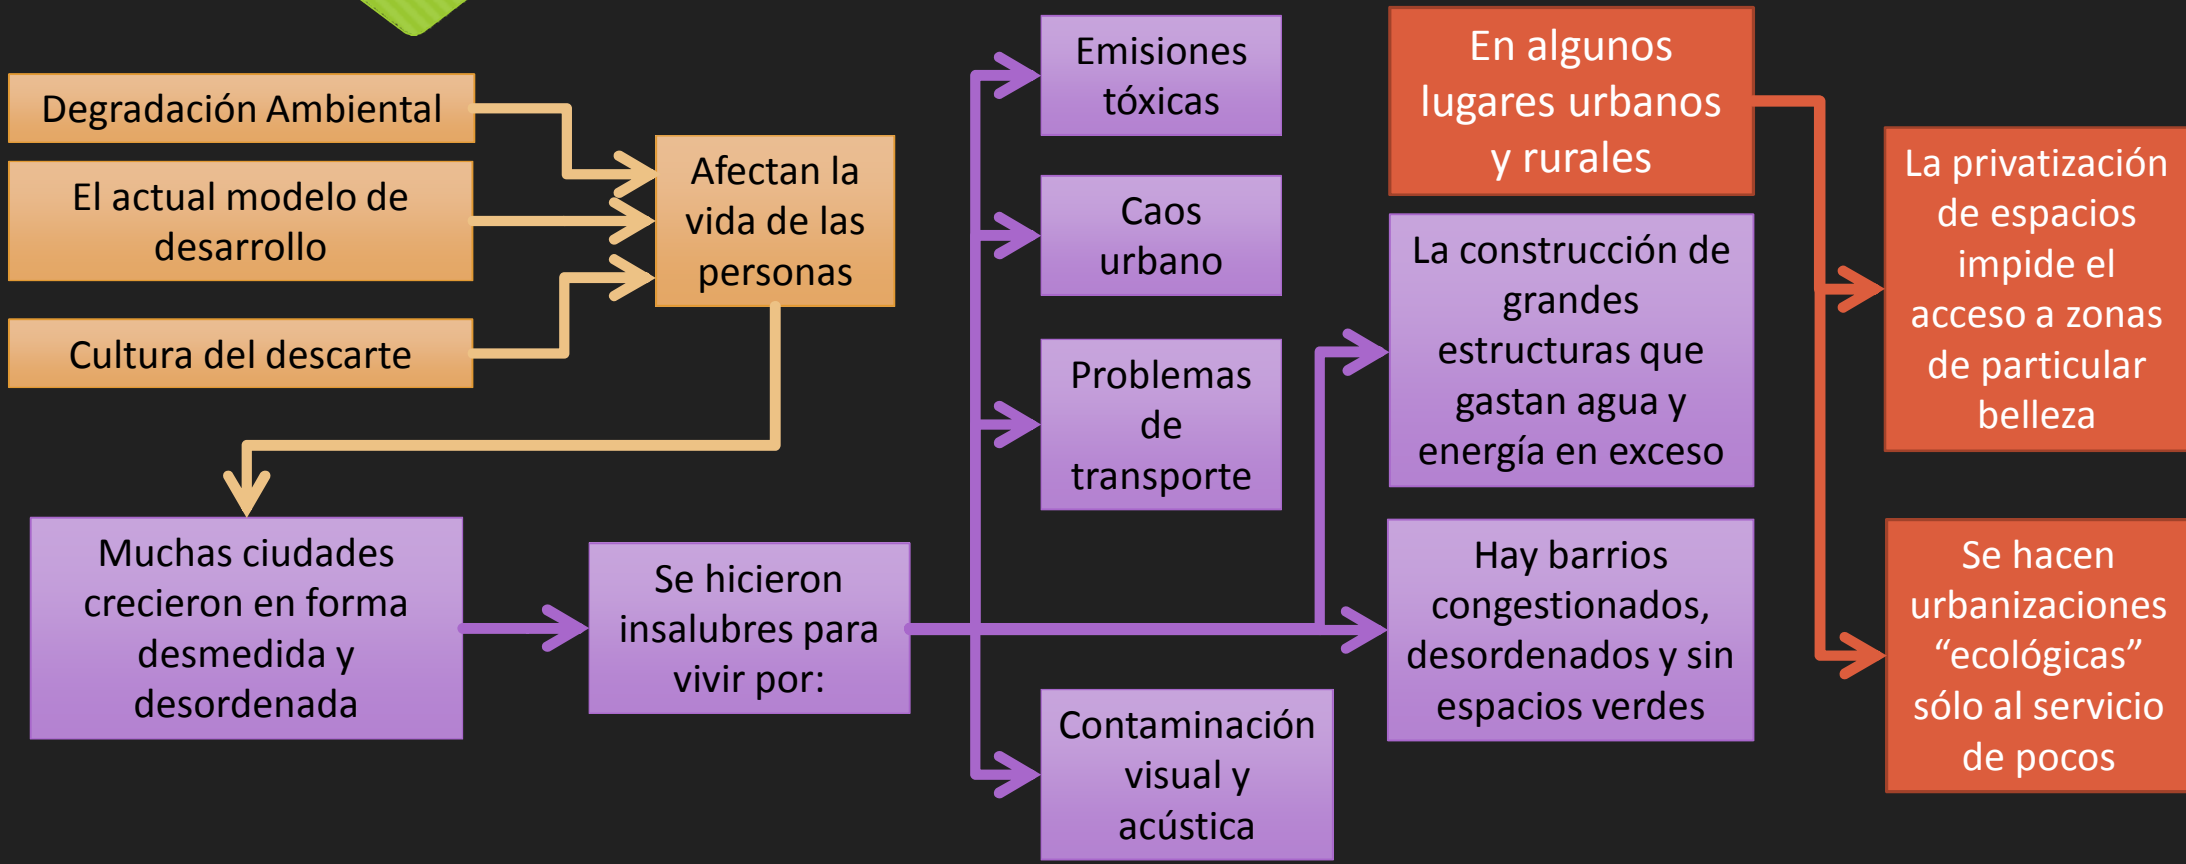 Degradación Ambiental
El actual modelo de
desarrollo
Cultura del descarte
Afectan la
vida de las
personas
Muchas ciudades
crecieron en forma
desmedida y
desordenada
Se hicieron
insalubres para
vivir por:
Emisiones
tóxicas
Caos
urbano
Problemas
de
transporte
Contaminación
visual y
acústica
La construcción de
grandes
estructuras que
gastan agua y
energía en exceso
Hay barrios
congestionados,
desordenados y sin
espacios verdes
En algunos
lugares urbanos
y rurales
La privatización
de espacios
impide el
acceso a zonas
de particular
belleza
Se hacen
urbanizaciones
“ecológicas”
sólo al servicio
de pocos